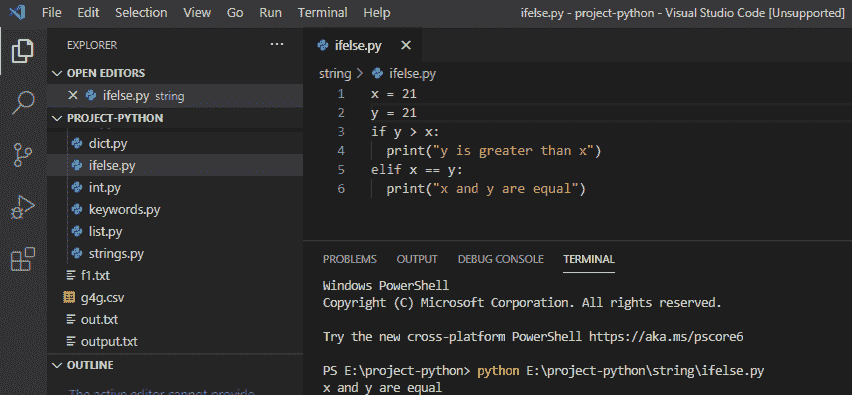 File Edit Selection View Go Run Terminal Help ifelse.py - project-python - Visual Studio Code [Unsupported]
EXPLORER
OPEN EDITORS
ifelse.py string
PROJECT-PYTHON
dict.py
ifelse.py
int.py
keywords.py
list.py
strings.py
f1.txt
g4g.csv
out.txt
output.txt
OUTLINE
The active editor cannot provide
ifelse.py
string > ifelse.py
1 x = 21
2 y = 21
3 if y > x:
4   print("y is greater than x")
5 elif x == y:
6   print("x and y are equal")
PROBLEMS OUTPUT DEBUG CONSOLE TERMINAL
Windows PowerShell
Copyright (C) Microsoft Corporation. All rights reserved.
Try the new cross-platform PowerShell https://aka.ms/pscore6
PS E:\project-python> python E:\project-python\string\ifelse.py
x and y are equal